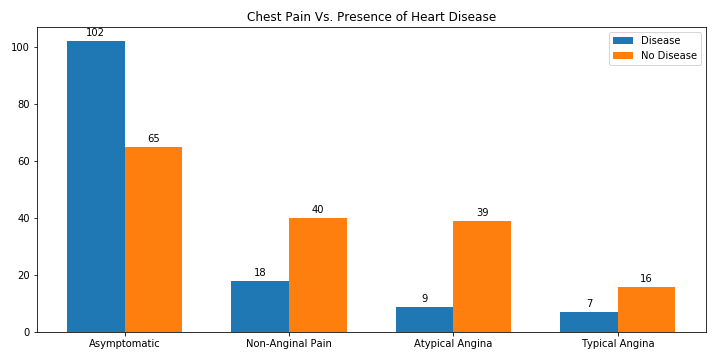 Chest Pain Vs. Presence of Heart Disease
Disease
No Disease
100
80
60
40
20
0
102
65
18
40
9
39
7
16
Asymptomatic
Non-Anginal Pain
Atypical Angina
Typical Angina